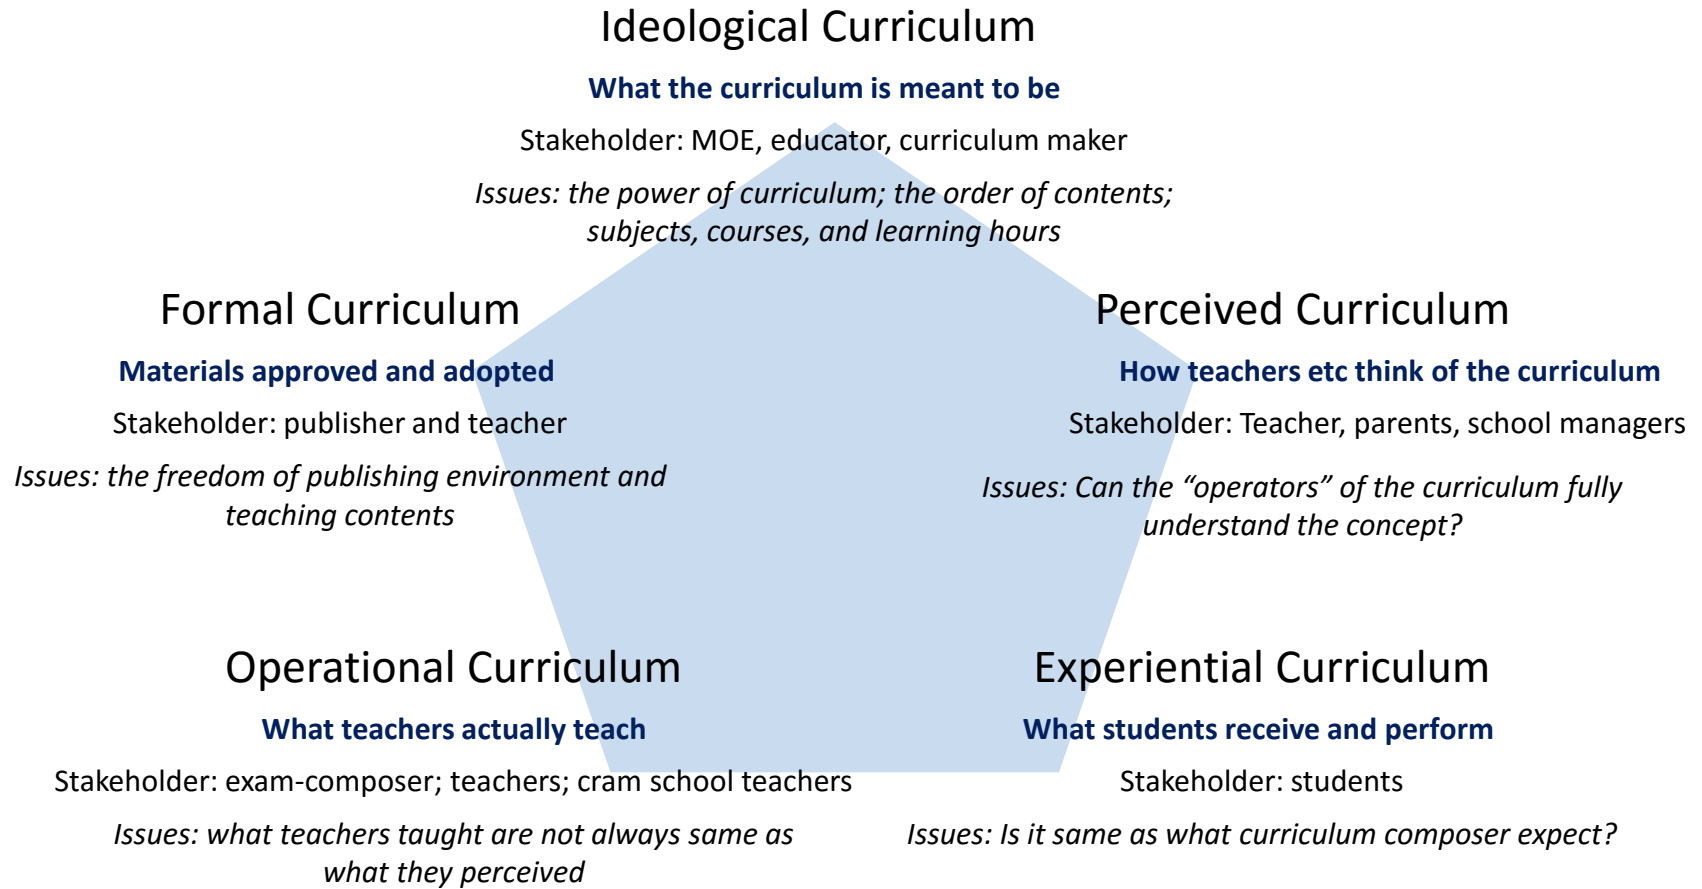 Ideological Curriculum
What the curriculum is meant to be
Stakeholder: MOE, educator, curriculum maker
Issues: the power of curriculum; the order of contents;
subjects, courses, and learning hours
Formal Curriculum
Materials approved and adopted
Stakeholder: publisher and teacher
Issues: the freedom of publishing environment and
teaching contents
Perceived Curriculum
How teachers etc think of the curriculum
Stakeholder: Teacher, parents, school managers
Issues: Can the “operators” of the curriculum fully
understand the concept?
Operational Curriculum
What teachers actually teach
Stakeholder: exam-composer; teachers; cram school teachers
Issues: what teachers taught are not always same as
what they perceived
Experiential Curriculum
What students receive and perform
Stakeholder: students
Issues: Is it same as what curriculum composer expect?